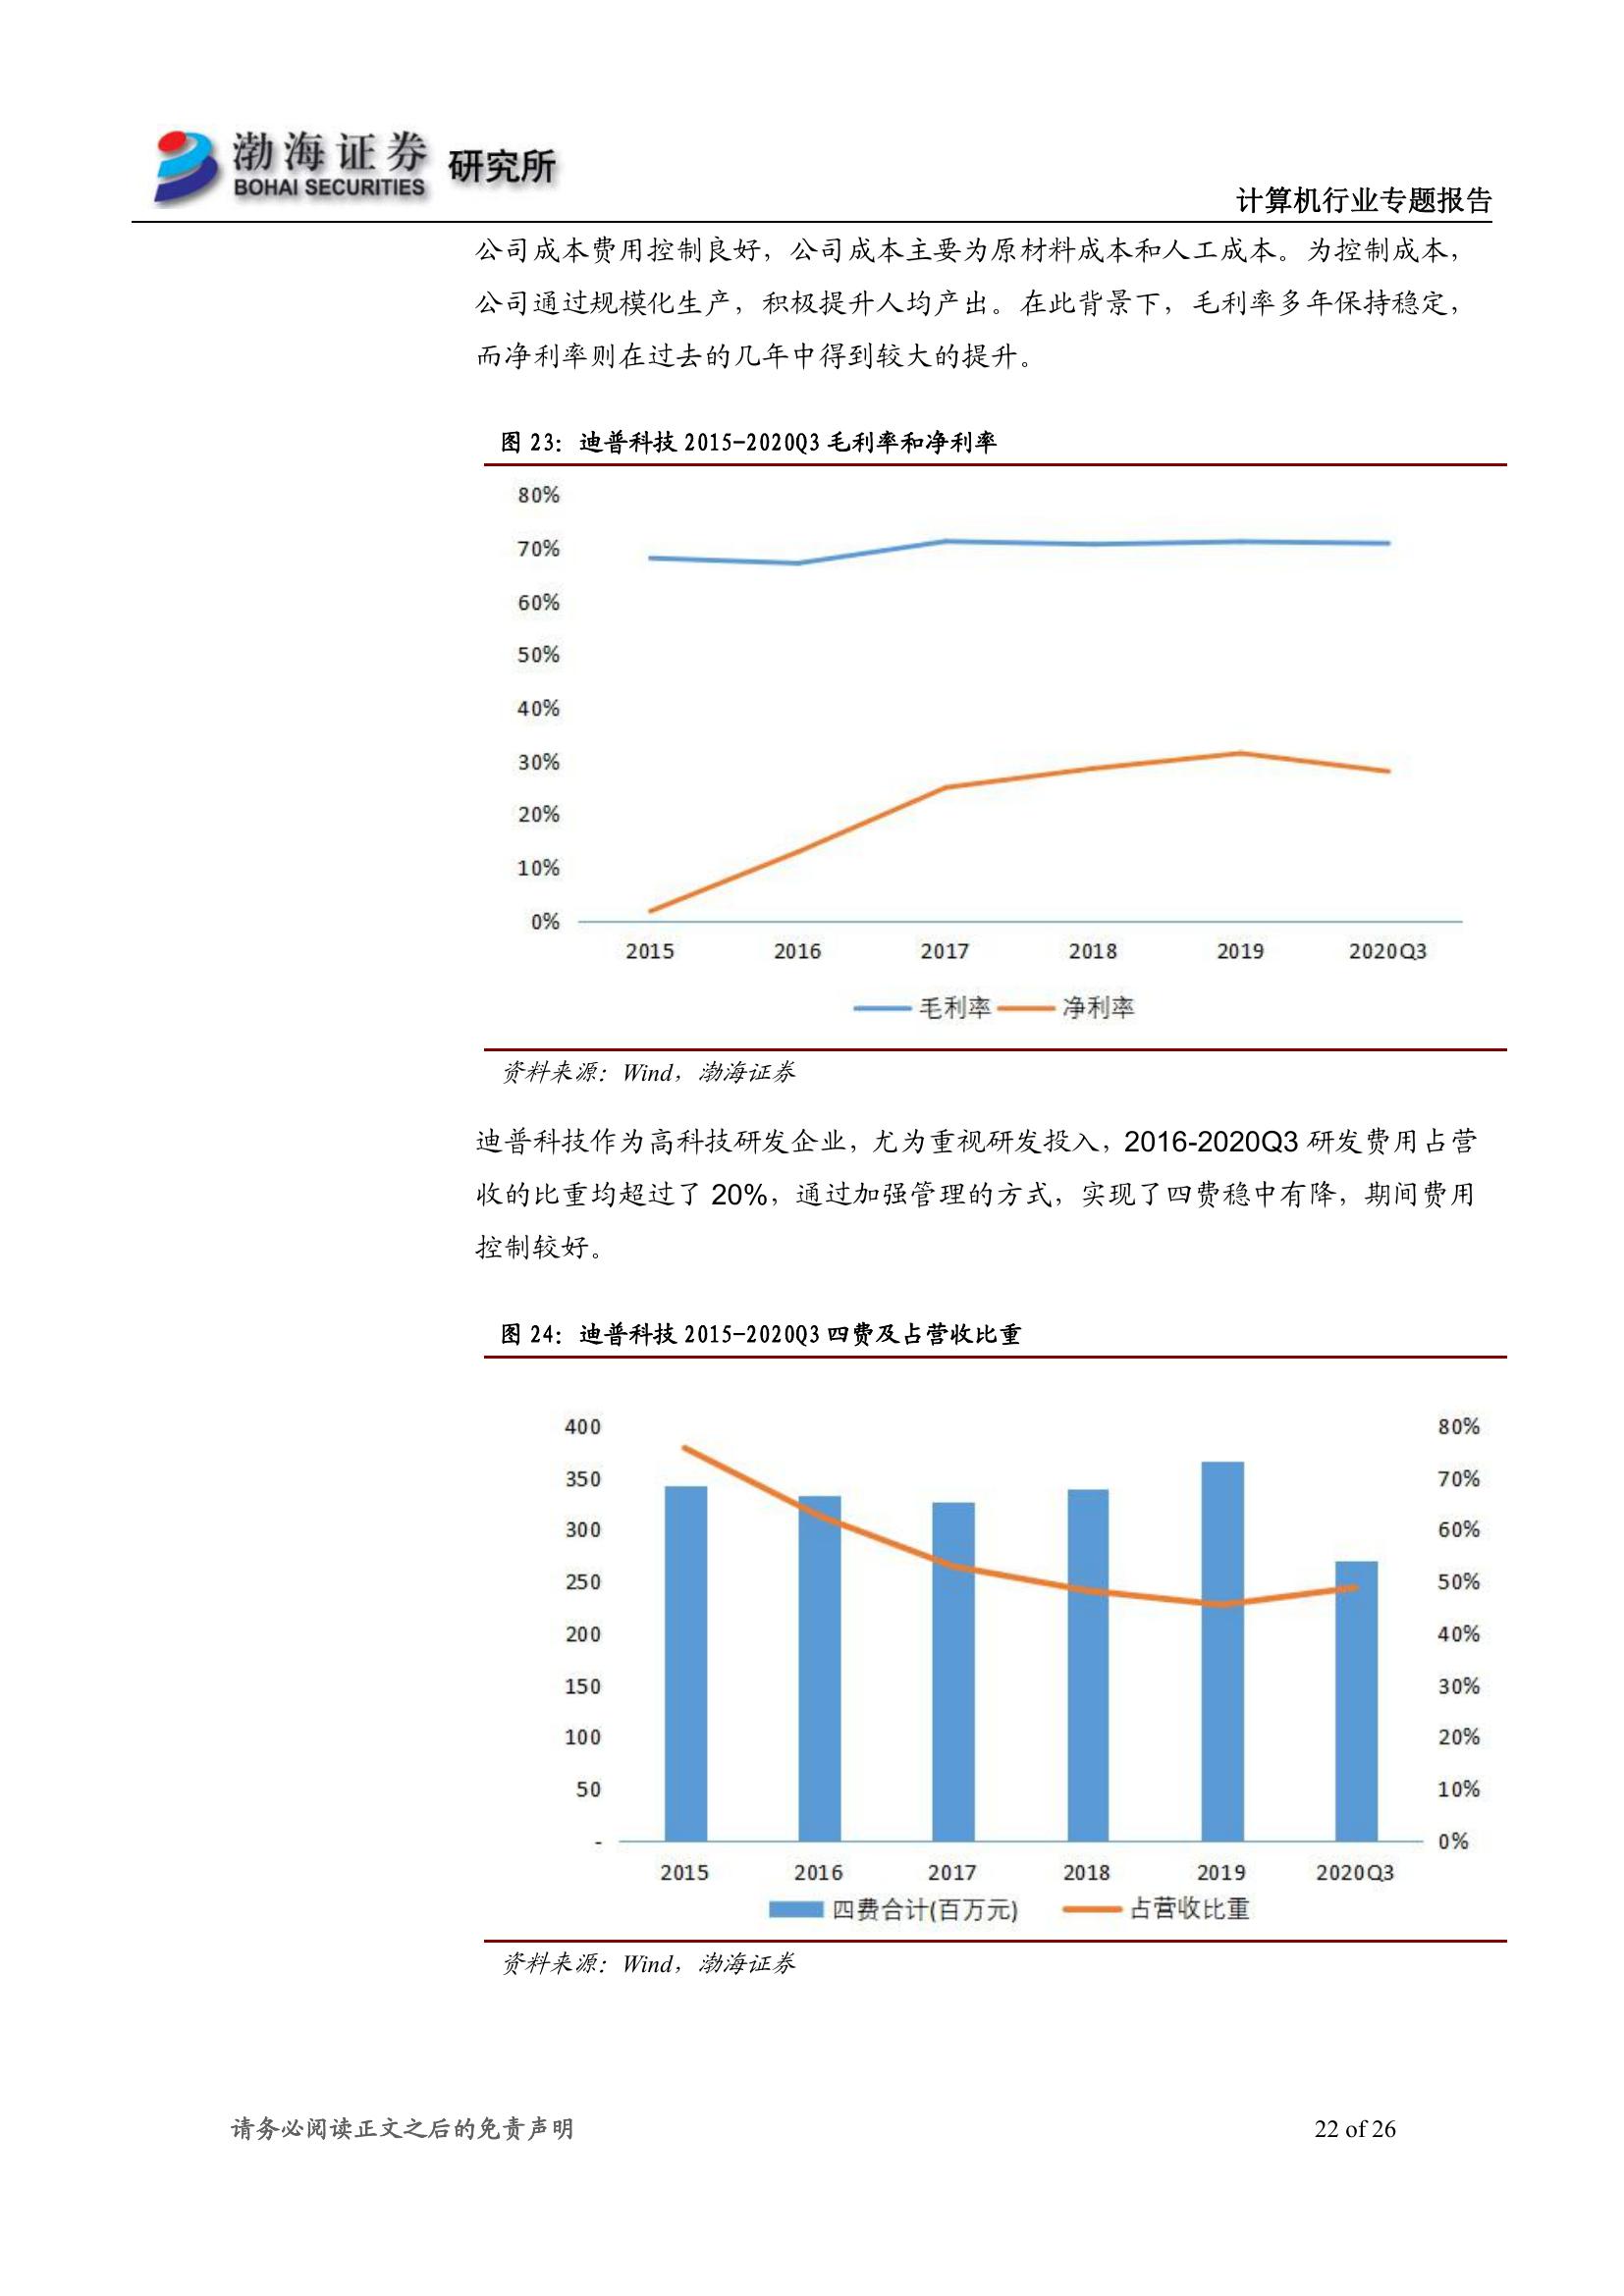 渤海证券 研究所
BOHAI SECURITIES
计算机行业专题报告
公司成本费用控制良好，公司成本主要为原材料成本和人工成本。为控制成本，
公司通过规模化生产，积极提升人均产出。在此背景下，毛利率多年保持稳定，
而净利率则在过去的几年中得到较大的提升。
图 23：迪普科技 2015-2020Q3 毛利率和净利率
80%
70%
60%
50%
40%
30%
20%
10%
0%
2015 2016 2017 2018 2019 2020Q3
毛利率 净利率
资料来源：Wind，渤海证券
迪普科技作为高科技研发企业，尤为重视研发投入，2016-2020Q3 研发费用占营
收的比重均超过了 20%，通过加强管理的方式，实现了四费稳中有降，期间费用
控制较好。
图 24：迪普科技 2015-2020Q3 四费及占营收比重
400 80%
350 70%
300 60%
250 50%
200 40%
150 30%
100 20%
50 10%
- 0%
2015 2016 2017 2018 2019 2020Q3
四费合计(百万元) 占营收比重
资料来源：Wind，渤海证券
请务必阅读正文之后的免责声明 22 of 26